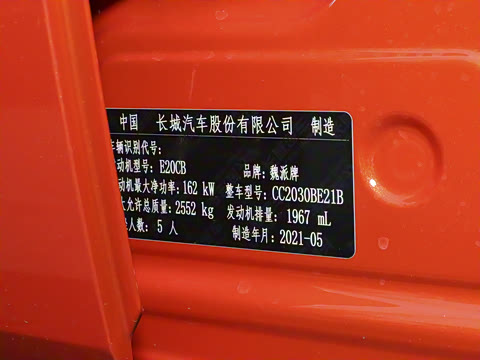 中国 长城汽车股份有限公司 制造
车辆识别代号:
动机型号: E20CB 品牌: 魏派牌
动机最大净功率: 162 kW 整车型号: CC2030BE21B
大允许总质量: 2552 kg 发动机排量: 1967 mL
人数: 5 人 制造年月: 2021-05